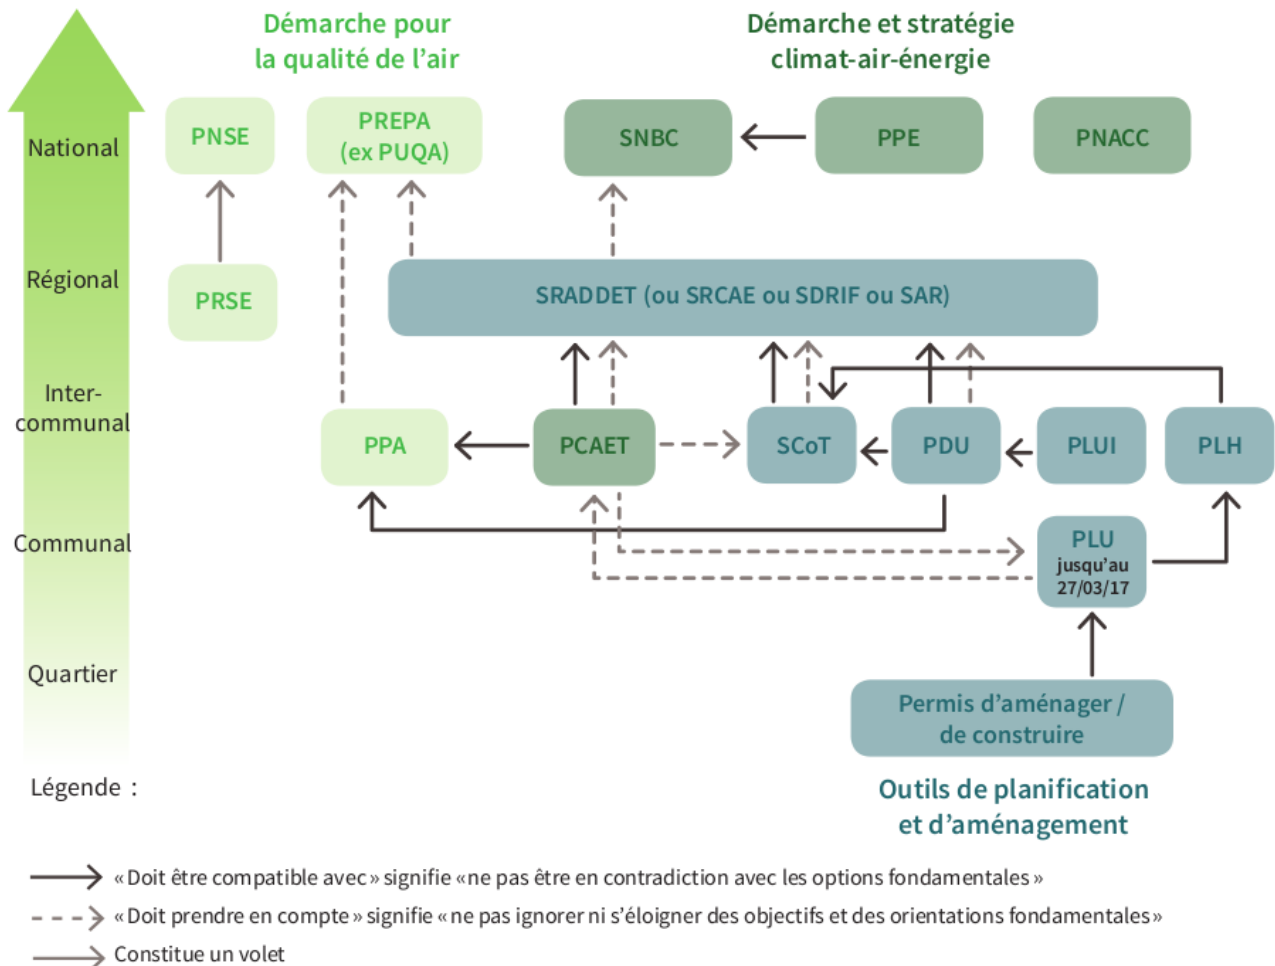 Démarche pour
la qualité de l’air
Démarche et stratégie
climat-air-énergie
National
PNSE
PREPA
(ex PUQA)
SNBC
PPE
PNACC
Régional
PRSE
SRADDET (ou SRCAE ou SDRIF ou SAR)
Inter-
communal
PPA
PCAET
SCoT
PDU
PLUI
PLH
Communal
PLU
jusqu’au
27/03/17
Quartier
Permis d’aménager /
de construire
Légende :
Outils de planification
et d’aménagement
« Doit être compatible avec » signifie « ne pas être en contradiction avec les options fondamentales »
« Doit prendre en compte » signifie « ne pas ignorer ni s’éloigner des objectifs et des orientations fondamentales »
Constitue un volet